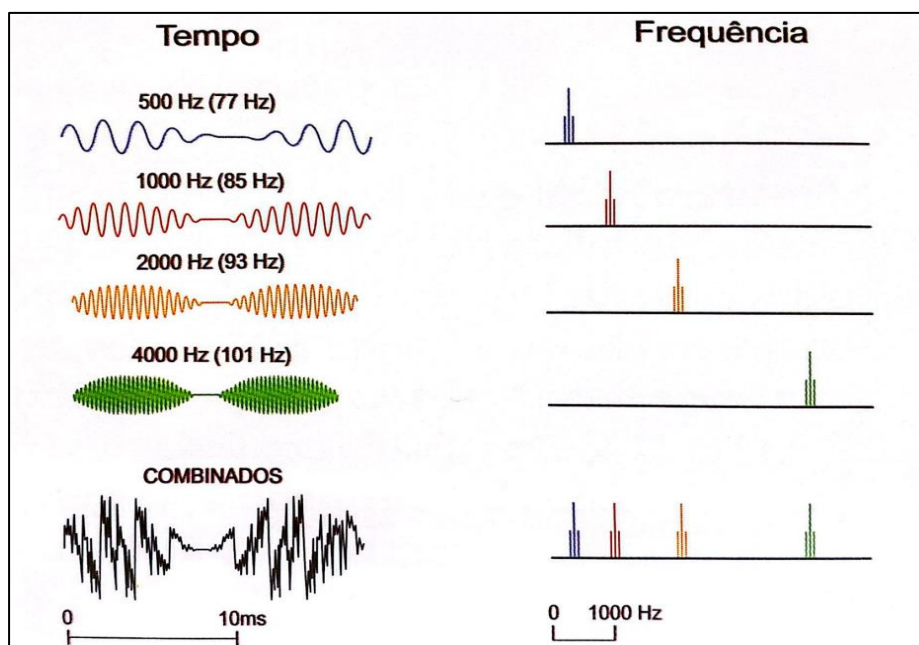 Tempo
Frequência
500 Hz (77 Hz)
1000 Hz (85 Hz)
2000 Hz (93 Hz)
4000 Hz (101 Hz)
COMBINADOS
0 10ms
0 1000 Hz